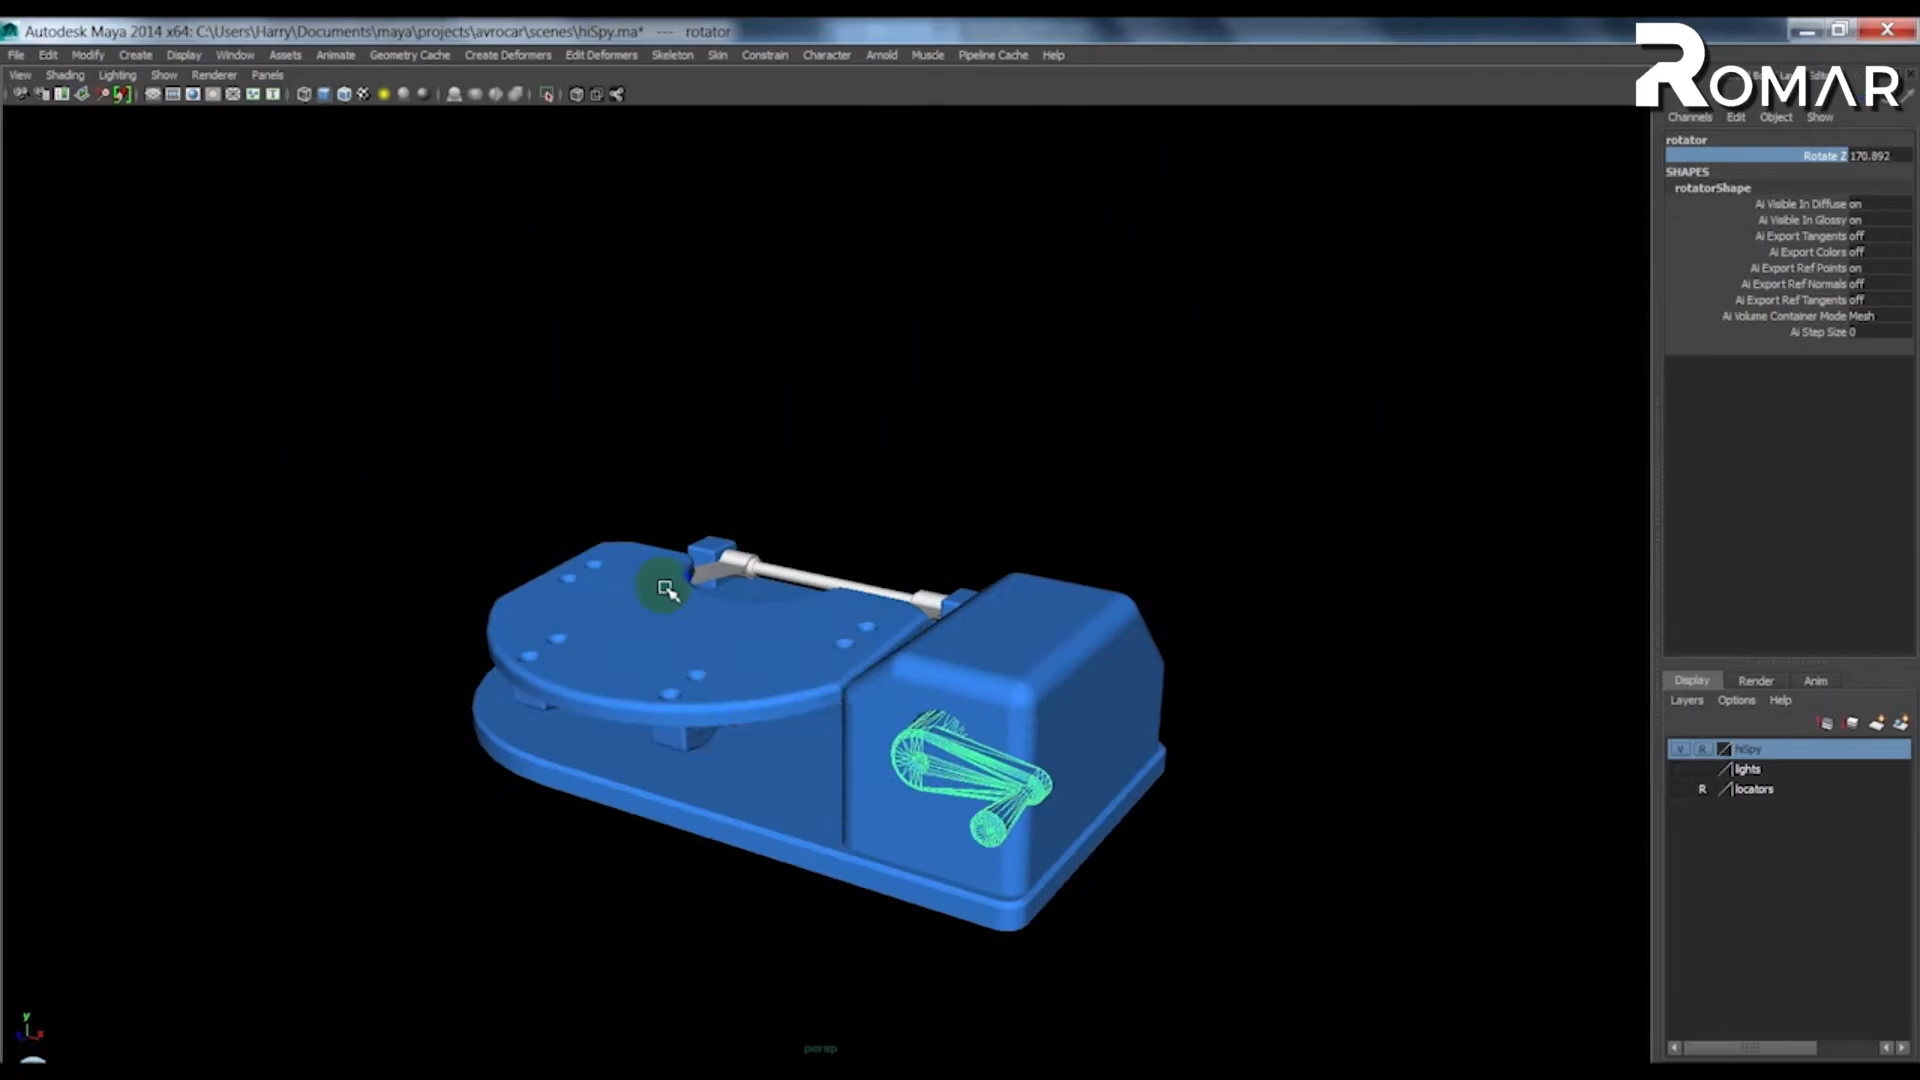 Autodesk Maya 2014 x64: C:\Users\Harry\Documents\maya\projects\avrocar\scenes\hiSpy.ma* --- rotator
ROMAR
File Edit Modify Create Display Window Assets Animate Geometry Cache Create Deformers Edit Deformers Skeleton Skin Constrain Character Arnold Muscle Pipeline Cache Help
View Shading Lighting Show Renderer Panels
Channels Edit Object Show
rotator
Rotate Z 170.892
SHAPES
rotatorShape
Ai Visible In Diffuse on
Ai Visible In Glossy on
Ai Export Tangents off
Ai Export Colors off
Ai Export Ref Points on
Ai Export Ref Normals off
Ai Export Ref Tangents off
Ai Volume Container Mode Mesh
Ai Step Size 0
Display Render Anim
Layers Options Help
V R hiSpy
lights
R locators
y
persp